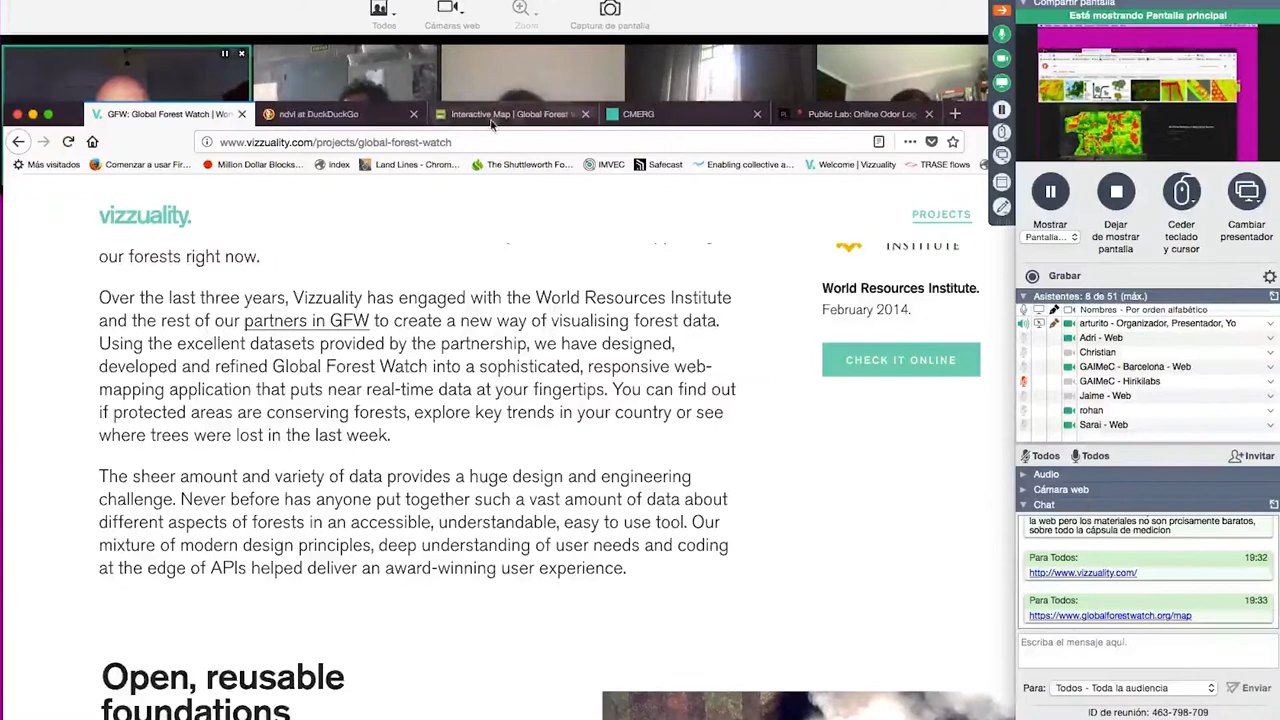 Compartir pantalla
Todos
Cámaras web
Zoom
Captura de pantalla
Está mostrando Pantalla principal
GFW: Global Forest Watch | Wor
ndvi at DuckDuckGo
Interactive Map | Global Forest W
CMERG
PL
Public Lab: Online Odor Log
www.vizzuality.com/projects/global-forest-watch
Más visitados
Comenzar a usar Fir...
Million Dollar Blocks...
index
Land Lines - Chrom...
The Shuttleworth Fo...
IMVEC
Safecast
Enabling collective a...
Welcome | Vizzuality
TRASE flows
vizzuality.
PROJECTS
our forests right now.
INSTITUTE
Over the last three years, Vizzuality has engaged with the World Resources Institute
and the rest of our partners in GFW to create a new way of visualising forest data.
Using the excellent datasets provided by the partnership, we have designed,
developed and refined Global Forest Watch into a sophisticated, responsive web-
mapping application that puts near real-time data at your fingertips. You can find out
if protected areas are conserving forests, explore key trends in your country or see
where trees were lost in the last week.
World Resources Institute.
February 2014.
CHECK IT ONLINE
The sheer amount and variety of data provides a huge design and engineering
challenge. Never before has anyone put together such a vast amount of data about
different aspects of forests in an accessible, understandable, easy to use tool. Our
mixture of modern design principles, deep understanding of user needs and coding
at the edge of APIs helped deliver an award-winning user experience.
Open, reusable
foundations
Mostrar
Pantalla...
Dejar
de mostrar
pantalla
Ceder
teclado
y cursor
Cambiar
presentador
Grabar
Asistentes: 8 de 51 (máx.)
Nombres - Por orden alfabético
arturito - Organizador, Presentador, Yo
Adri - Web
Christian
GAIMeC - Barcelona - Web
GAIMeC - Hirikilabs
Jaime - Web
rohan
Sarai - Web
Todos
Todos
Invitar
Audio
Cámara web
Chat
la web pero los materiales no son prcisamente baratos,
sobre todo la cápsula de medicion
Para Todos: 19:32
http://www.vizzuality.com/
Para Todos: 19:33
https://www.globalforestwatch.org/map
Escriba el mensaje aquí.
Para: Todos - Toda la audiencia
Enviar
ID de reunión: 463-798-709